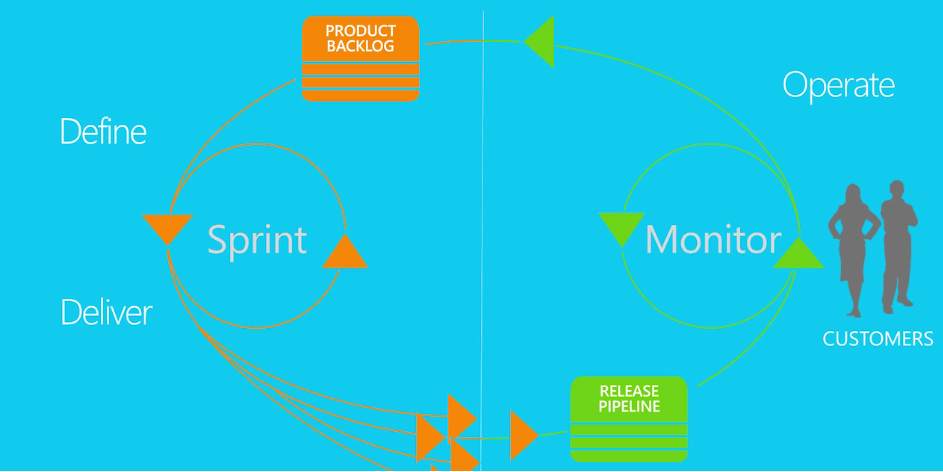 PRODUCT
BACKLOG
Operate
Define
Sprint
Monitor
Deliver
CUSTOMERS
RELEASE
PIPELINE